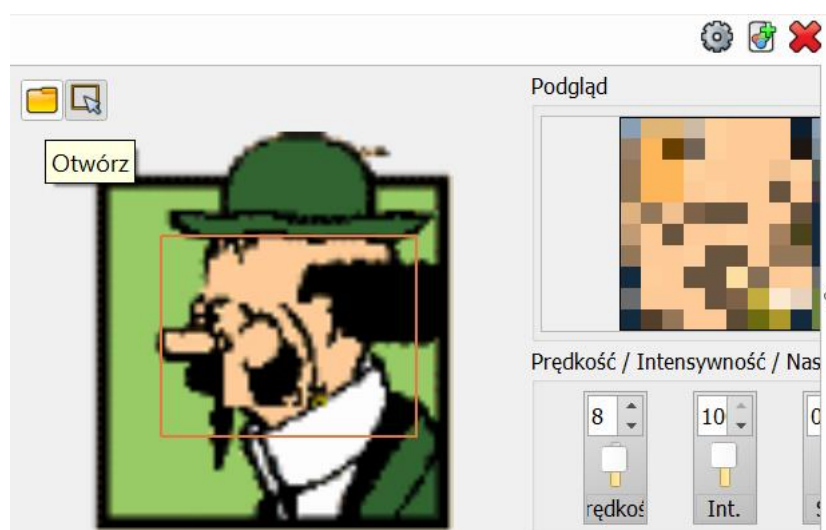 Podgląd
Otwórz
Prędkość / Intensywność / Nas
8
10
rędkoś
Int.